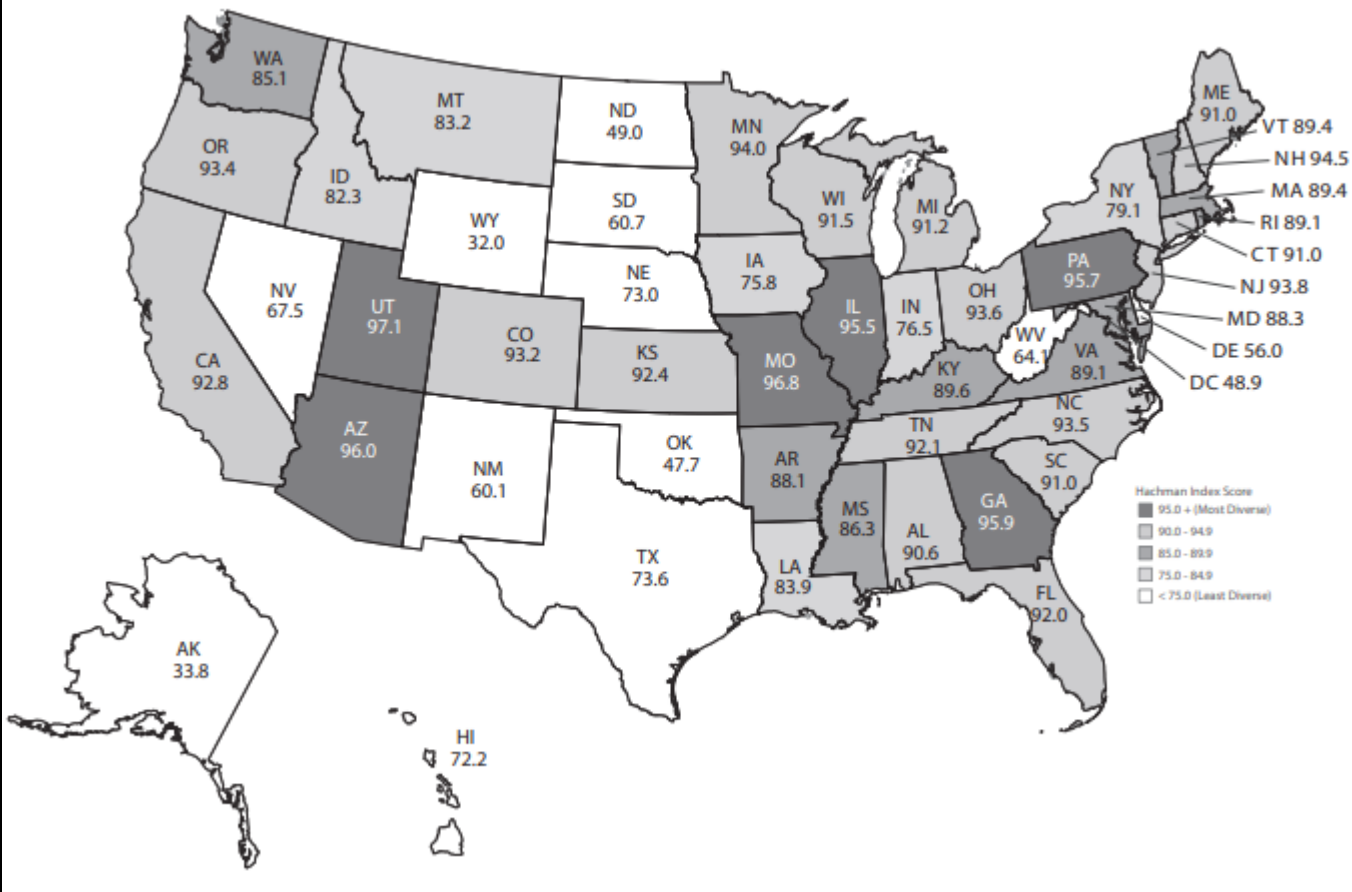 WA
85.1
MT
83.2
ND
49.0
MN
94.0
ME
91.0
VT 89.4
NH 94.5
MA 89.4
RI 89.1
CT 91.0
NJ 93.8
MD 88.3
DE 56.0
DC 48.9
OR
93.4
ID
82.3
WY
32.0
SD
60.7
WI
91.5
MI
91.2
NY
79.1
NV
67.5
UT
97.1
CO
93.2
NE
73.0
IA
75.8
IL
95.5
IN
76.5
OH
93.6
PA
95.7
CA
92.8
KS
92.4
MO
96.8
KY
89.6
WV
64.1
VA
89.1
AZ
96.0
NM
60.1
OK
47.7
AR
88.1
TN
92.1
NC
93.5
SC
91.0
TX
73.6
LA
83.9
MS
86.3
AL
90.6
GA
95.9
FL
92.0
AK
33.8
HI
72.2
Hachman Index Score
95.0 + (Most Diverse)
90.0 - 94.9
85.0 - 89.9
75.0 - 84.9
< 75.0 (Least Diverse)